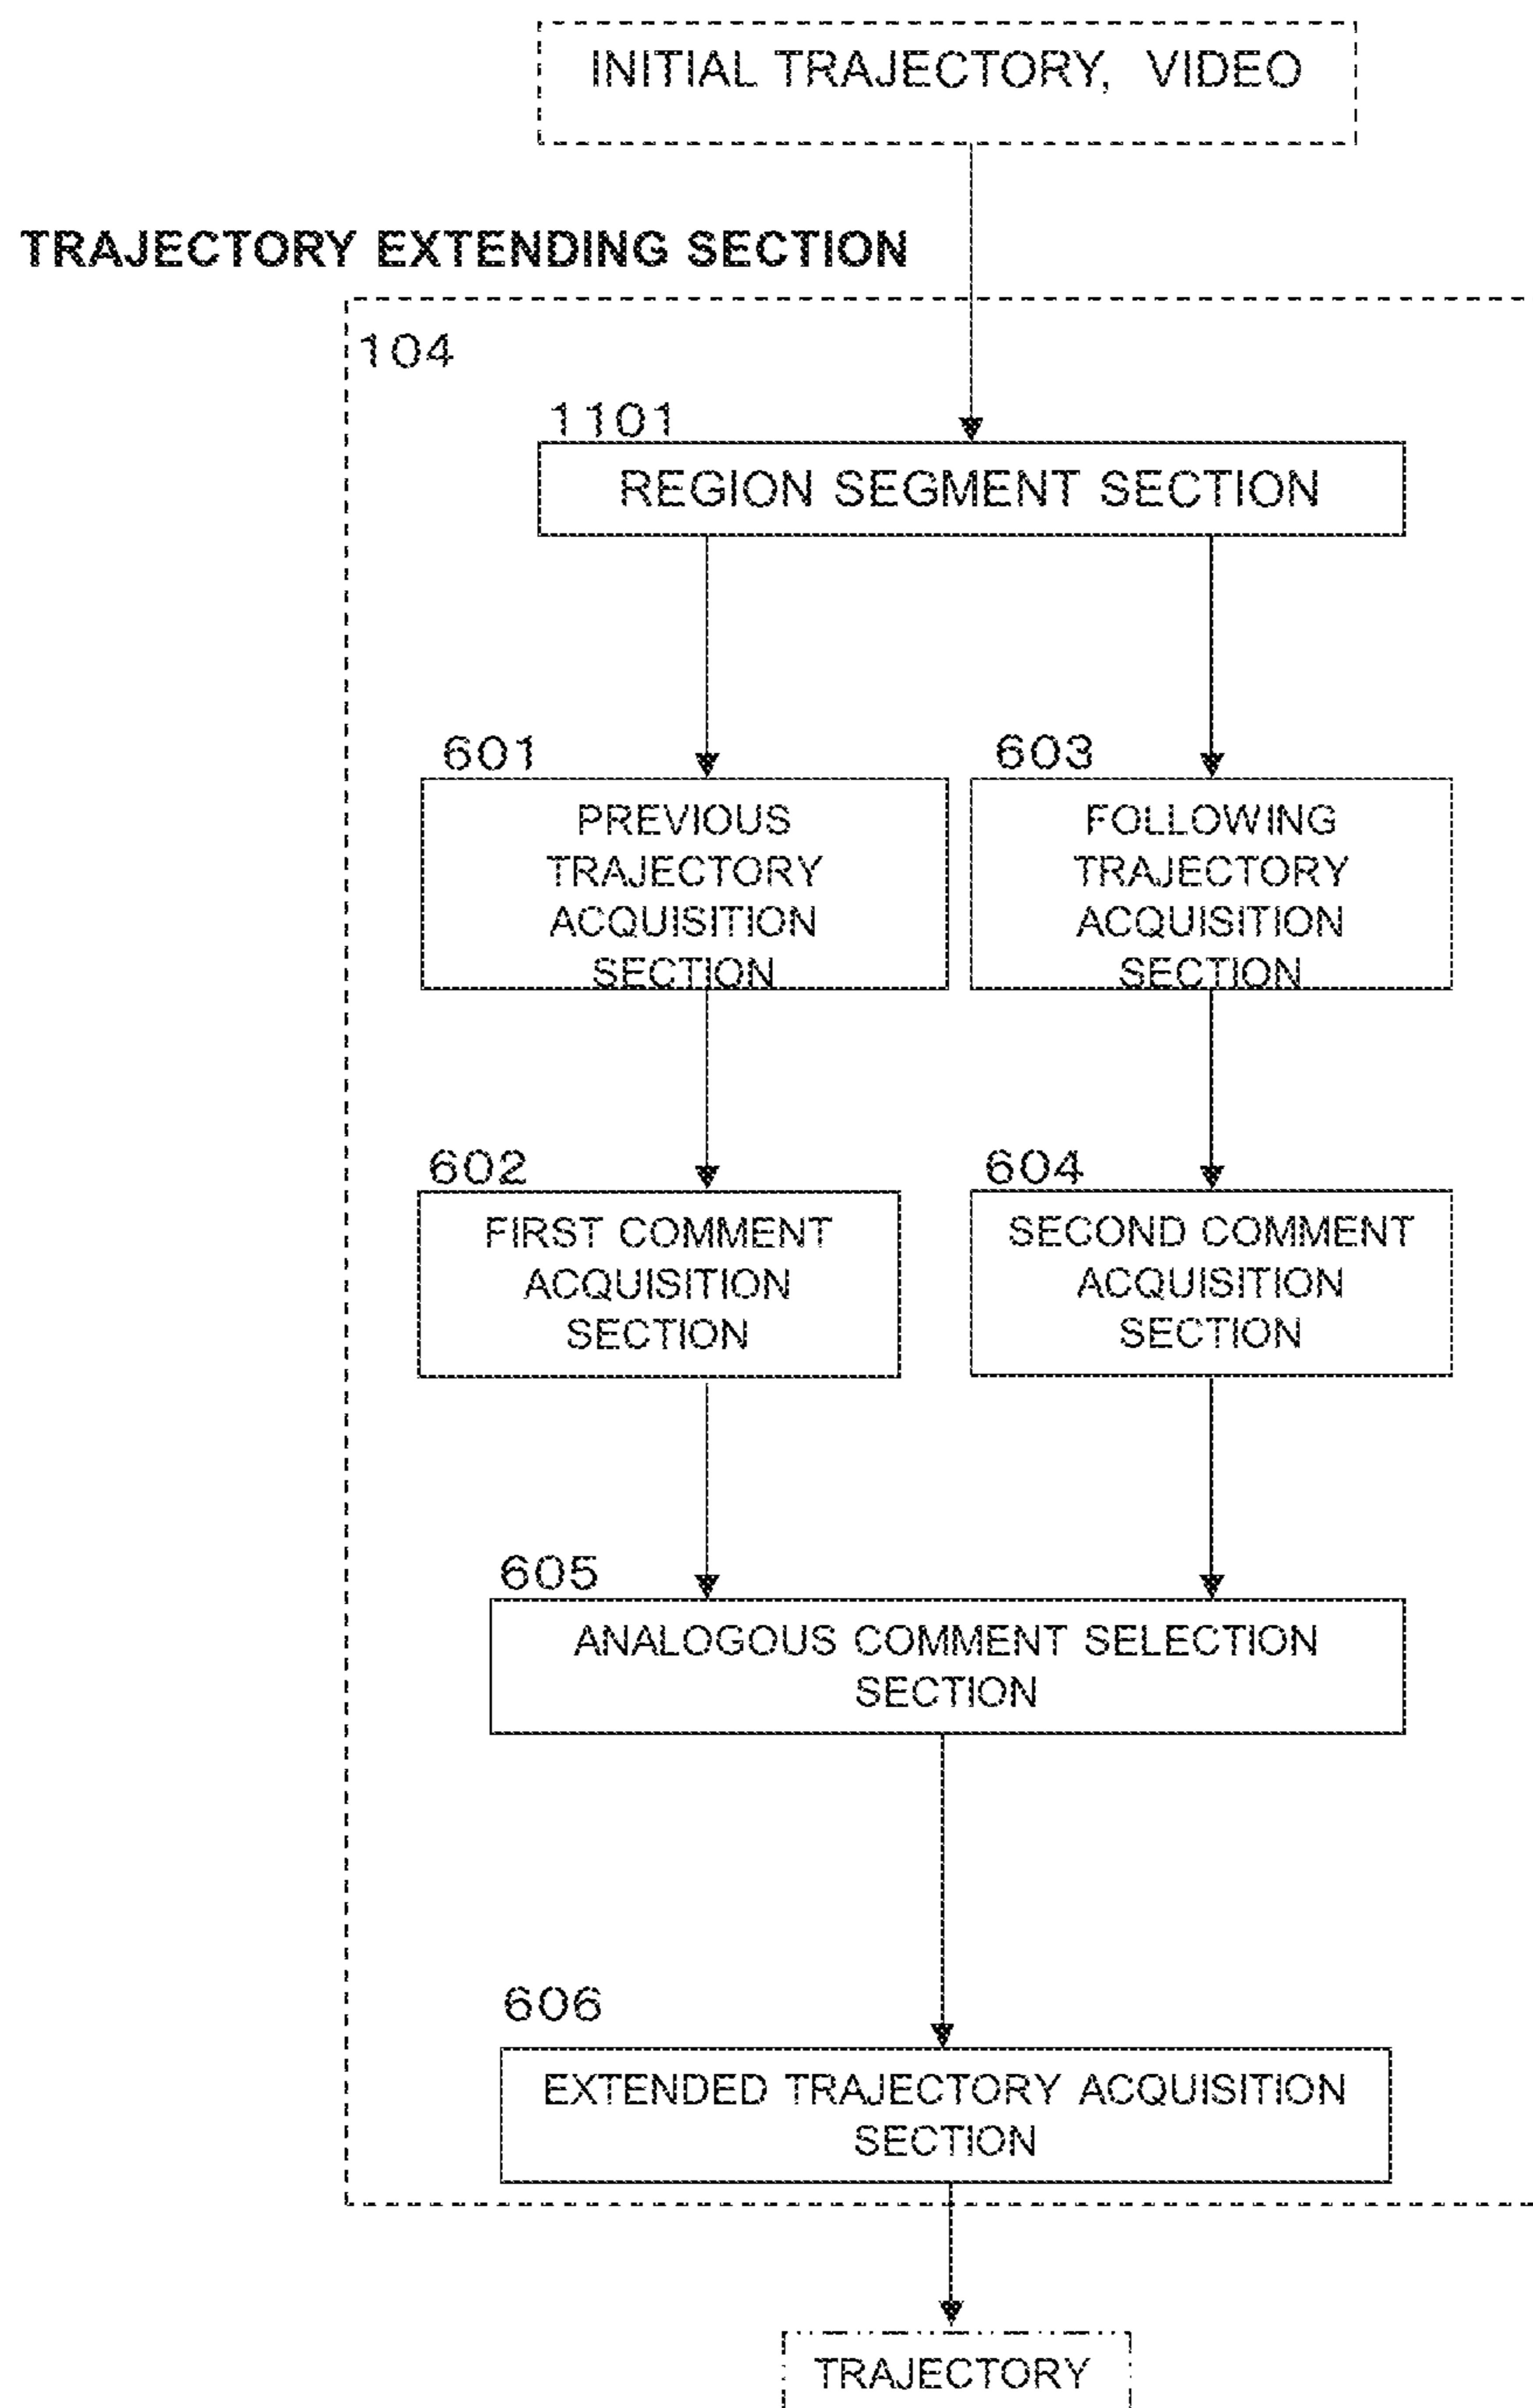 INITIAL TRAJECTORY, VIDEO
TRAJECTORY EXTENDING SECTION
104
1101
REGION SEGMENT SECTION
601
PREVIOUS
TRAJECTORY
ACQUISITION
SECTION
603
FOLLOWING
TRAJECTORY
ACQUISITION
SECTION
602
FIRST COMMENT
ACQUISITION
SECTION
604
SECOND COMMENT
ACQUISITION
SECTION
605
ANALOGOUS COMMENT SELECTION
SECTION
606
EXTENDED TRAJECTORY ACQUISITION
SECTION
TRAJECTORY